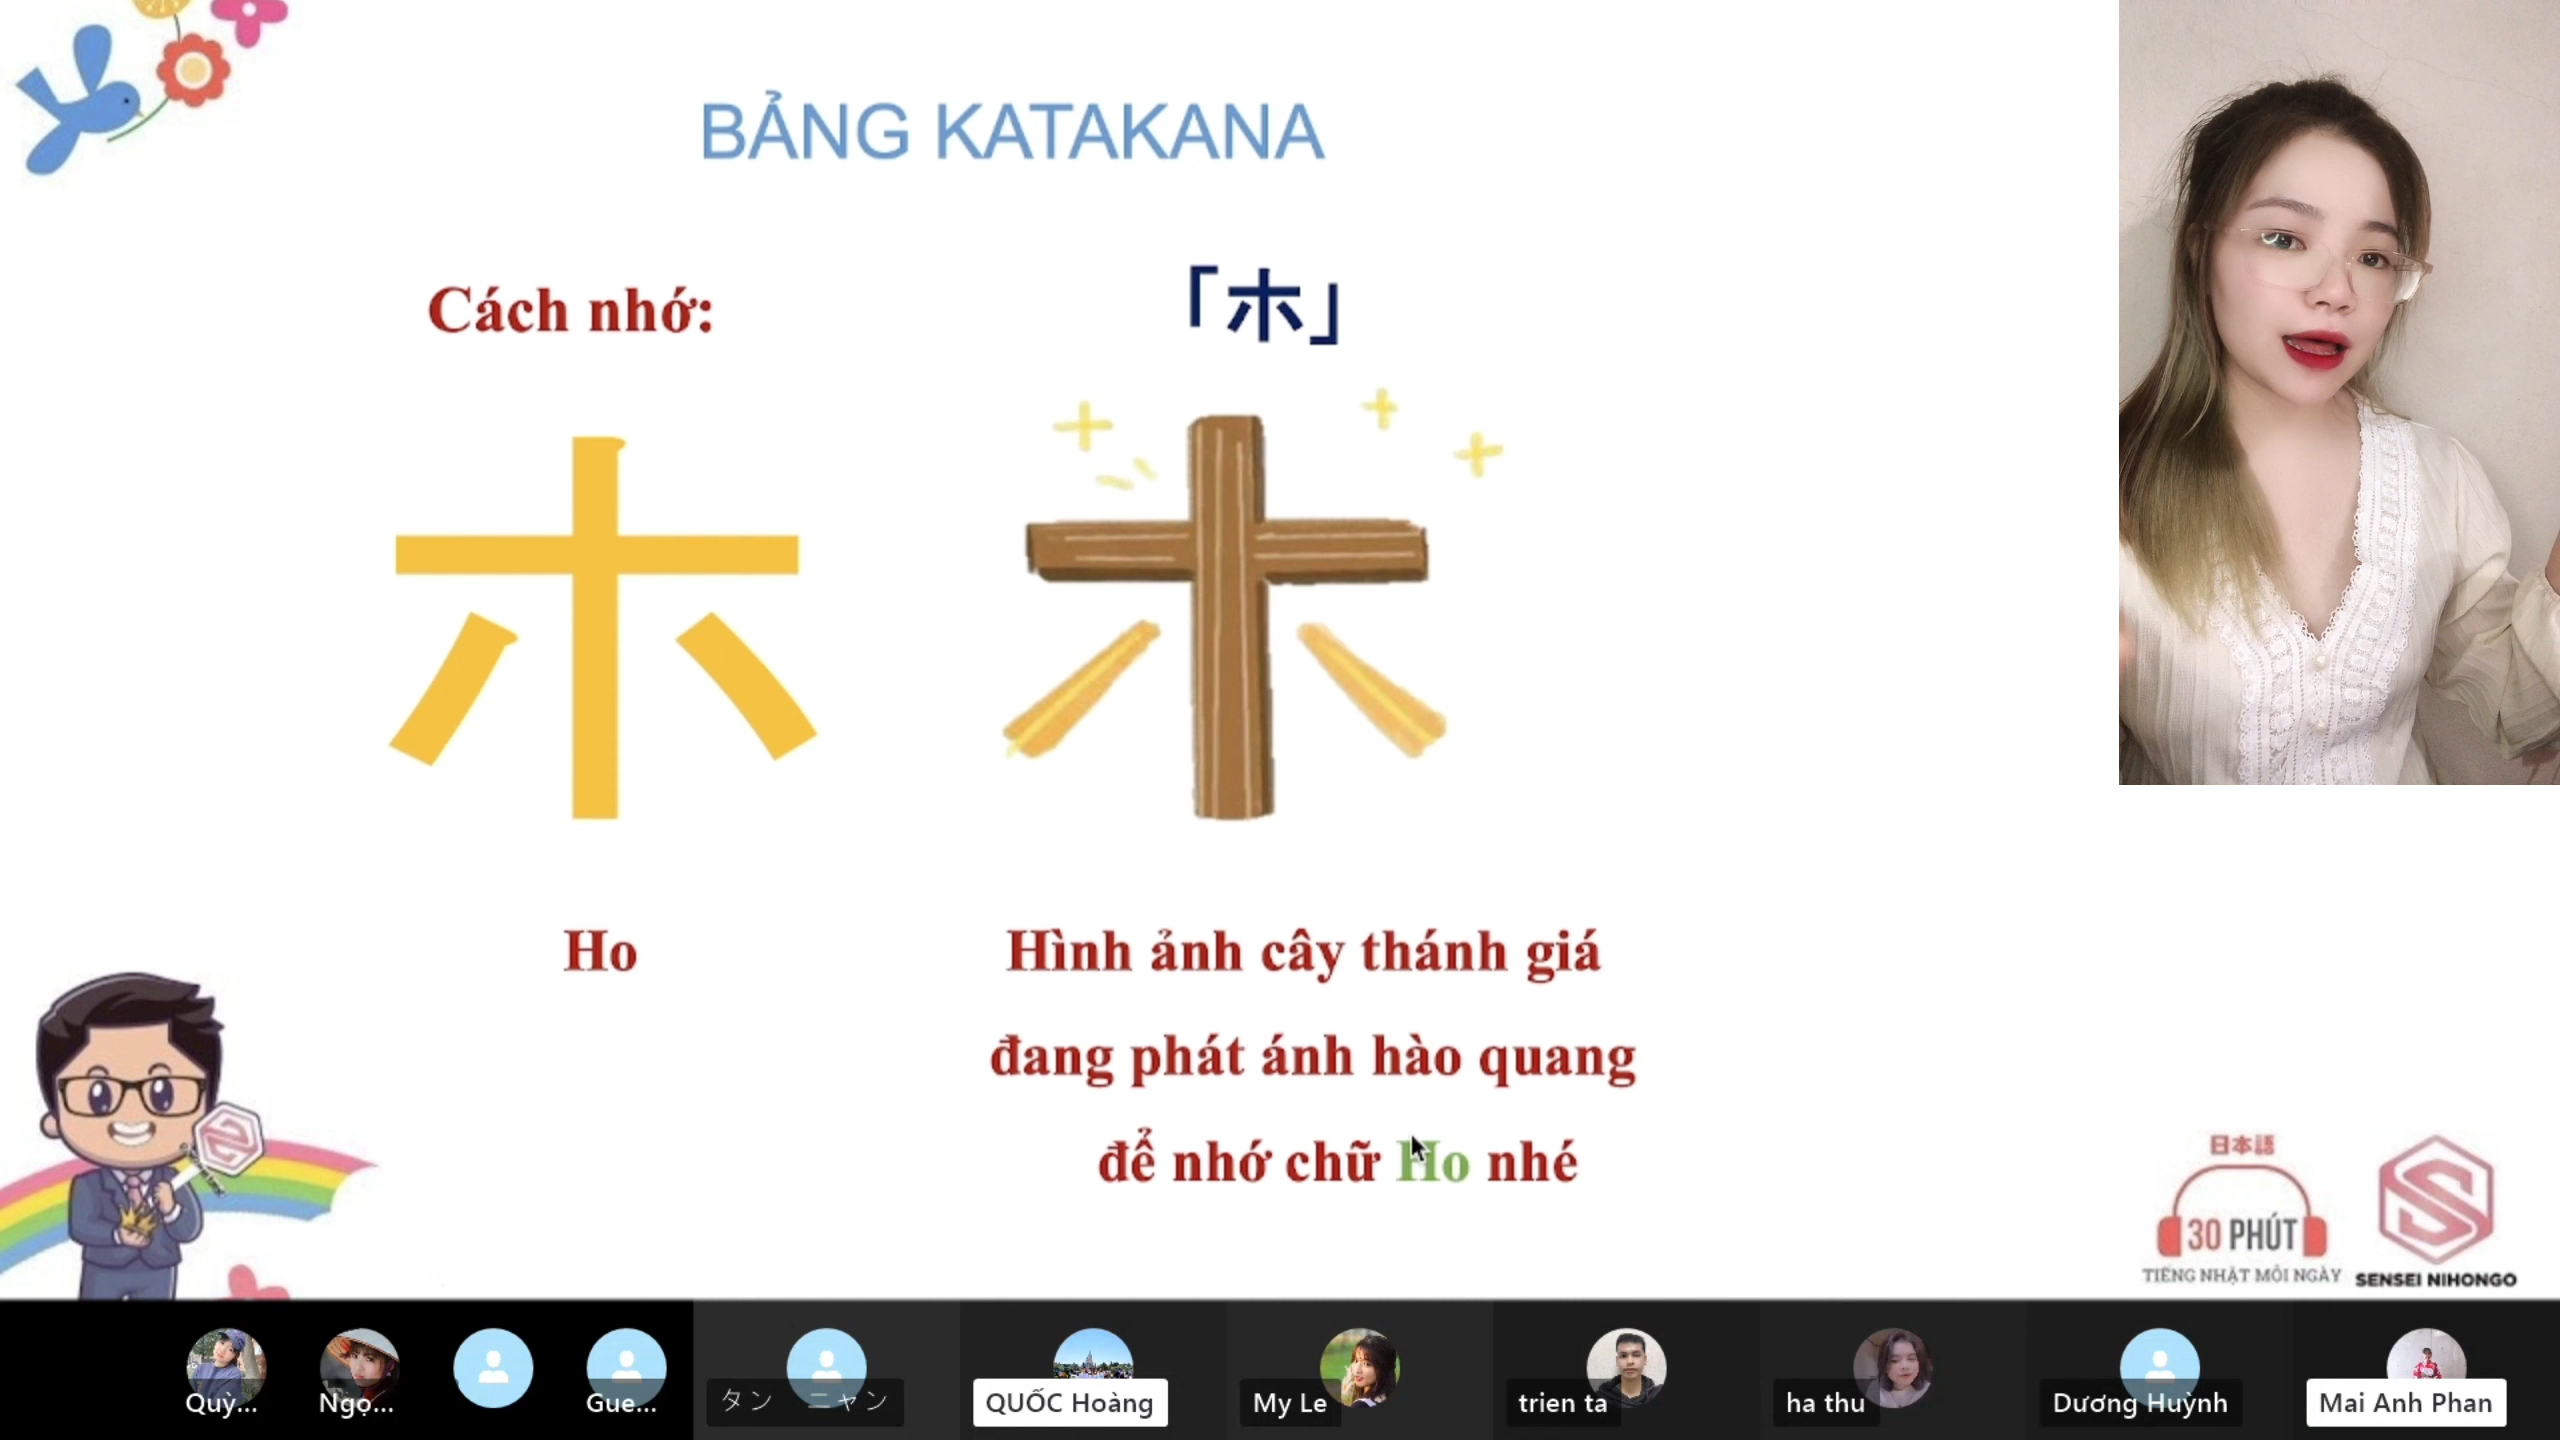 BẢNG KATAKANA
Cách nhớ:
「ホ」
ホ
Ho
Hình ảnh cây thánh giá
đang phát ánh hào quang
để nhớ chữ Ho nhé
日本語
30 PHÚT
TIẾNG NHẬT MỖI NGÀY
SENSEI NIHONGO
Quỳ...
Ngọ...
Gue...
タン ニャン
QUỐC Hoàng
My Le
trien ta
ha thu
Dương Huỳnh
Mai Anh Phan